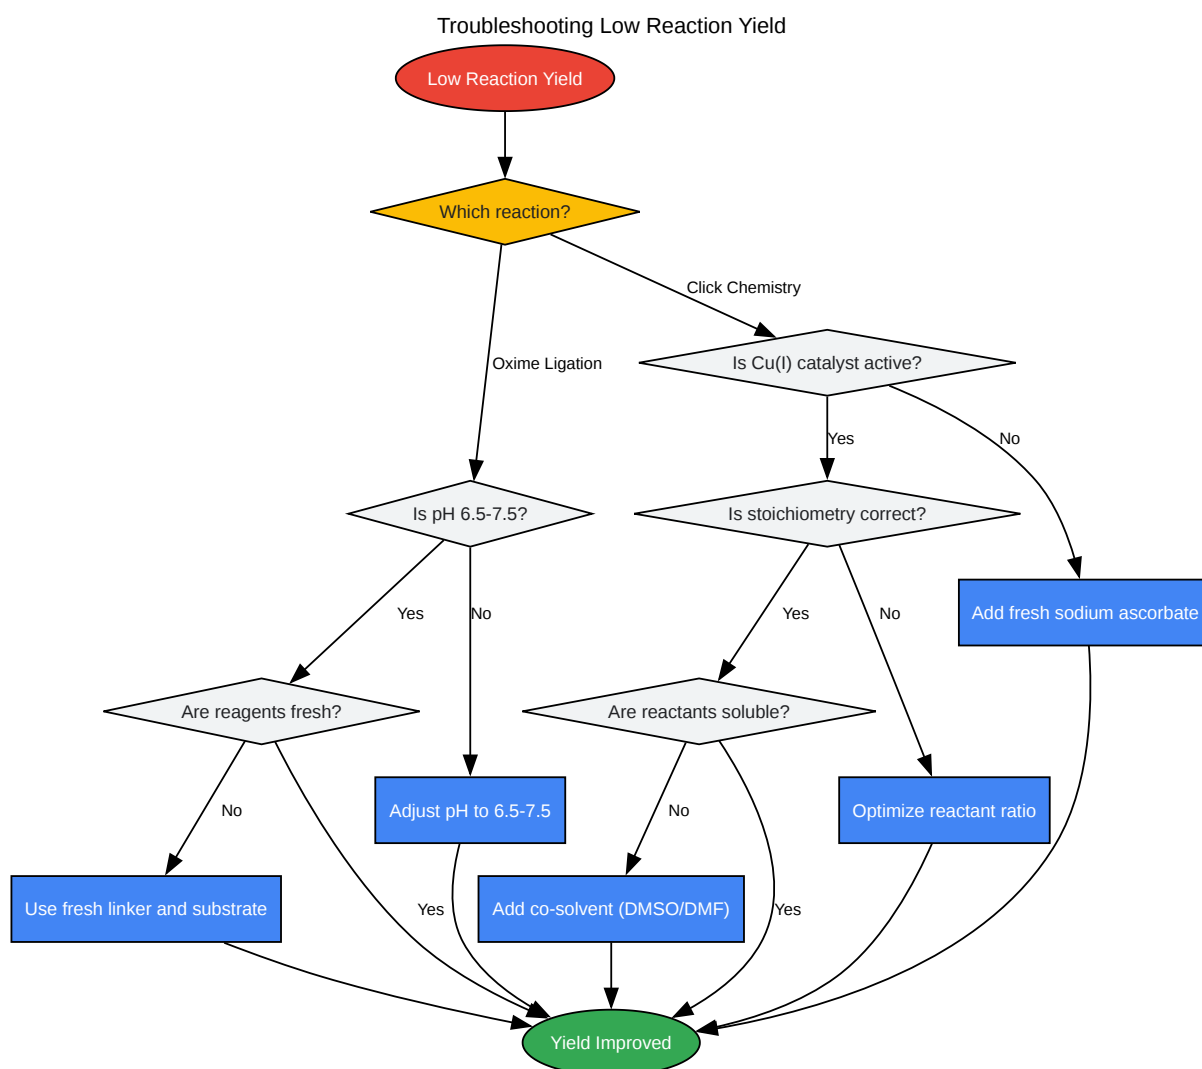 Troubleshooting Low Reaction Yield
Low Reaction Yield
Which reaction?
Click Chemistry
Oxime Ligation
Is Cu(I) catalyst active?
Yes
No
Is pH 6.5-7.5?
Is stoichiometry correct?
Yes
No
Yes
No
Add fresh sodium ascorbate
Are reagents fresh?
Are reactants soluble?
No
Adjust pH to 6.5-7.5
No
Optimize reactant ratio
Use fresh linker and substrate
Yes
Add co-solvent (DMSO/DMF)
Yes
Yield Improved